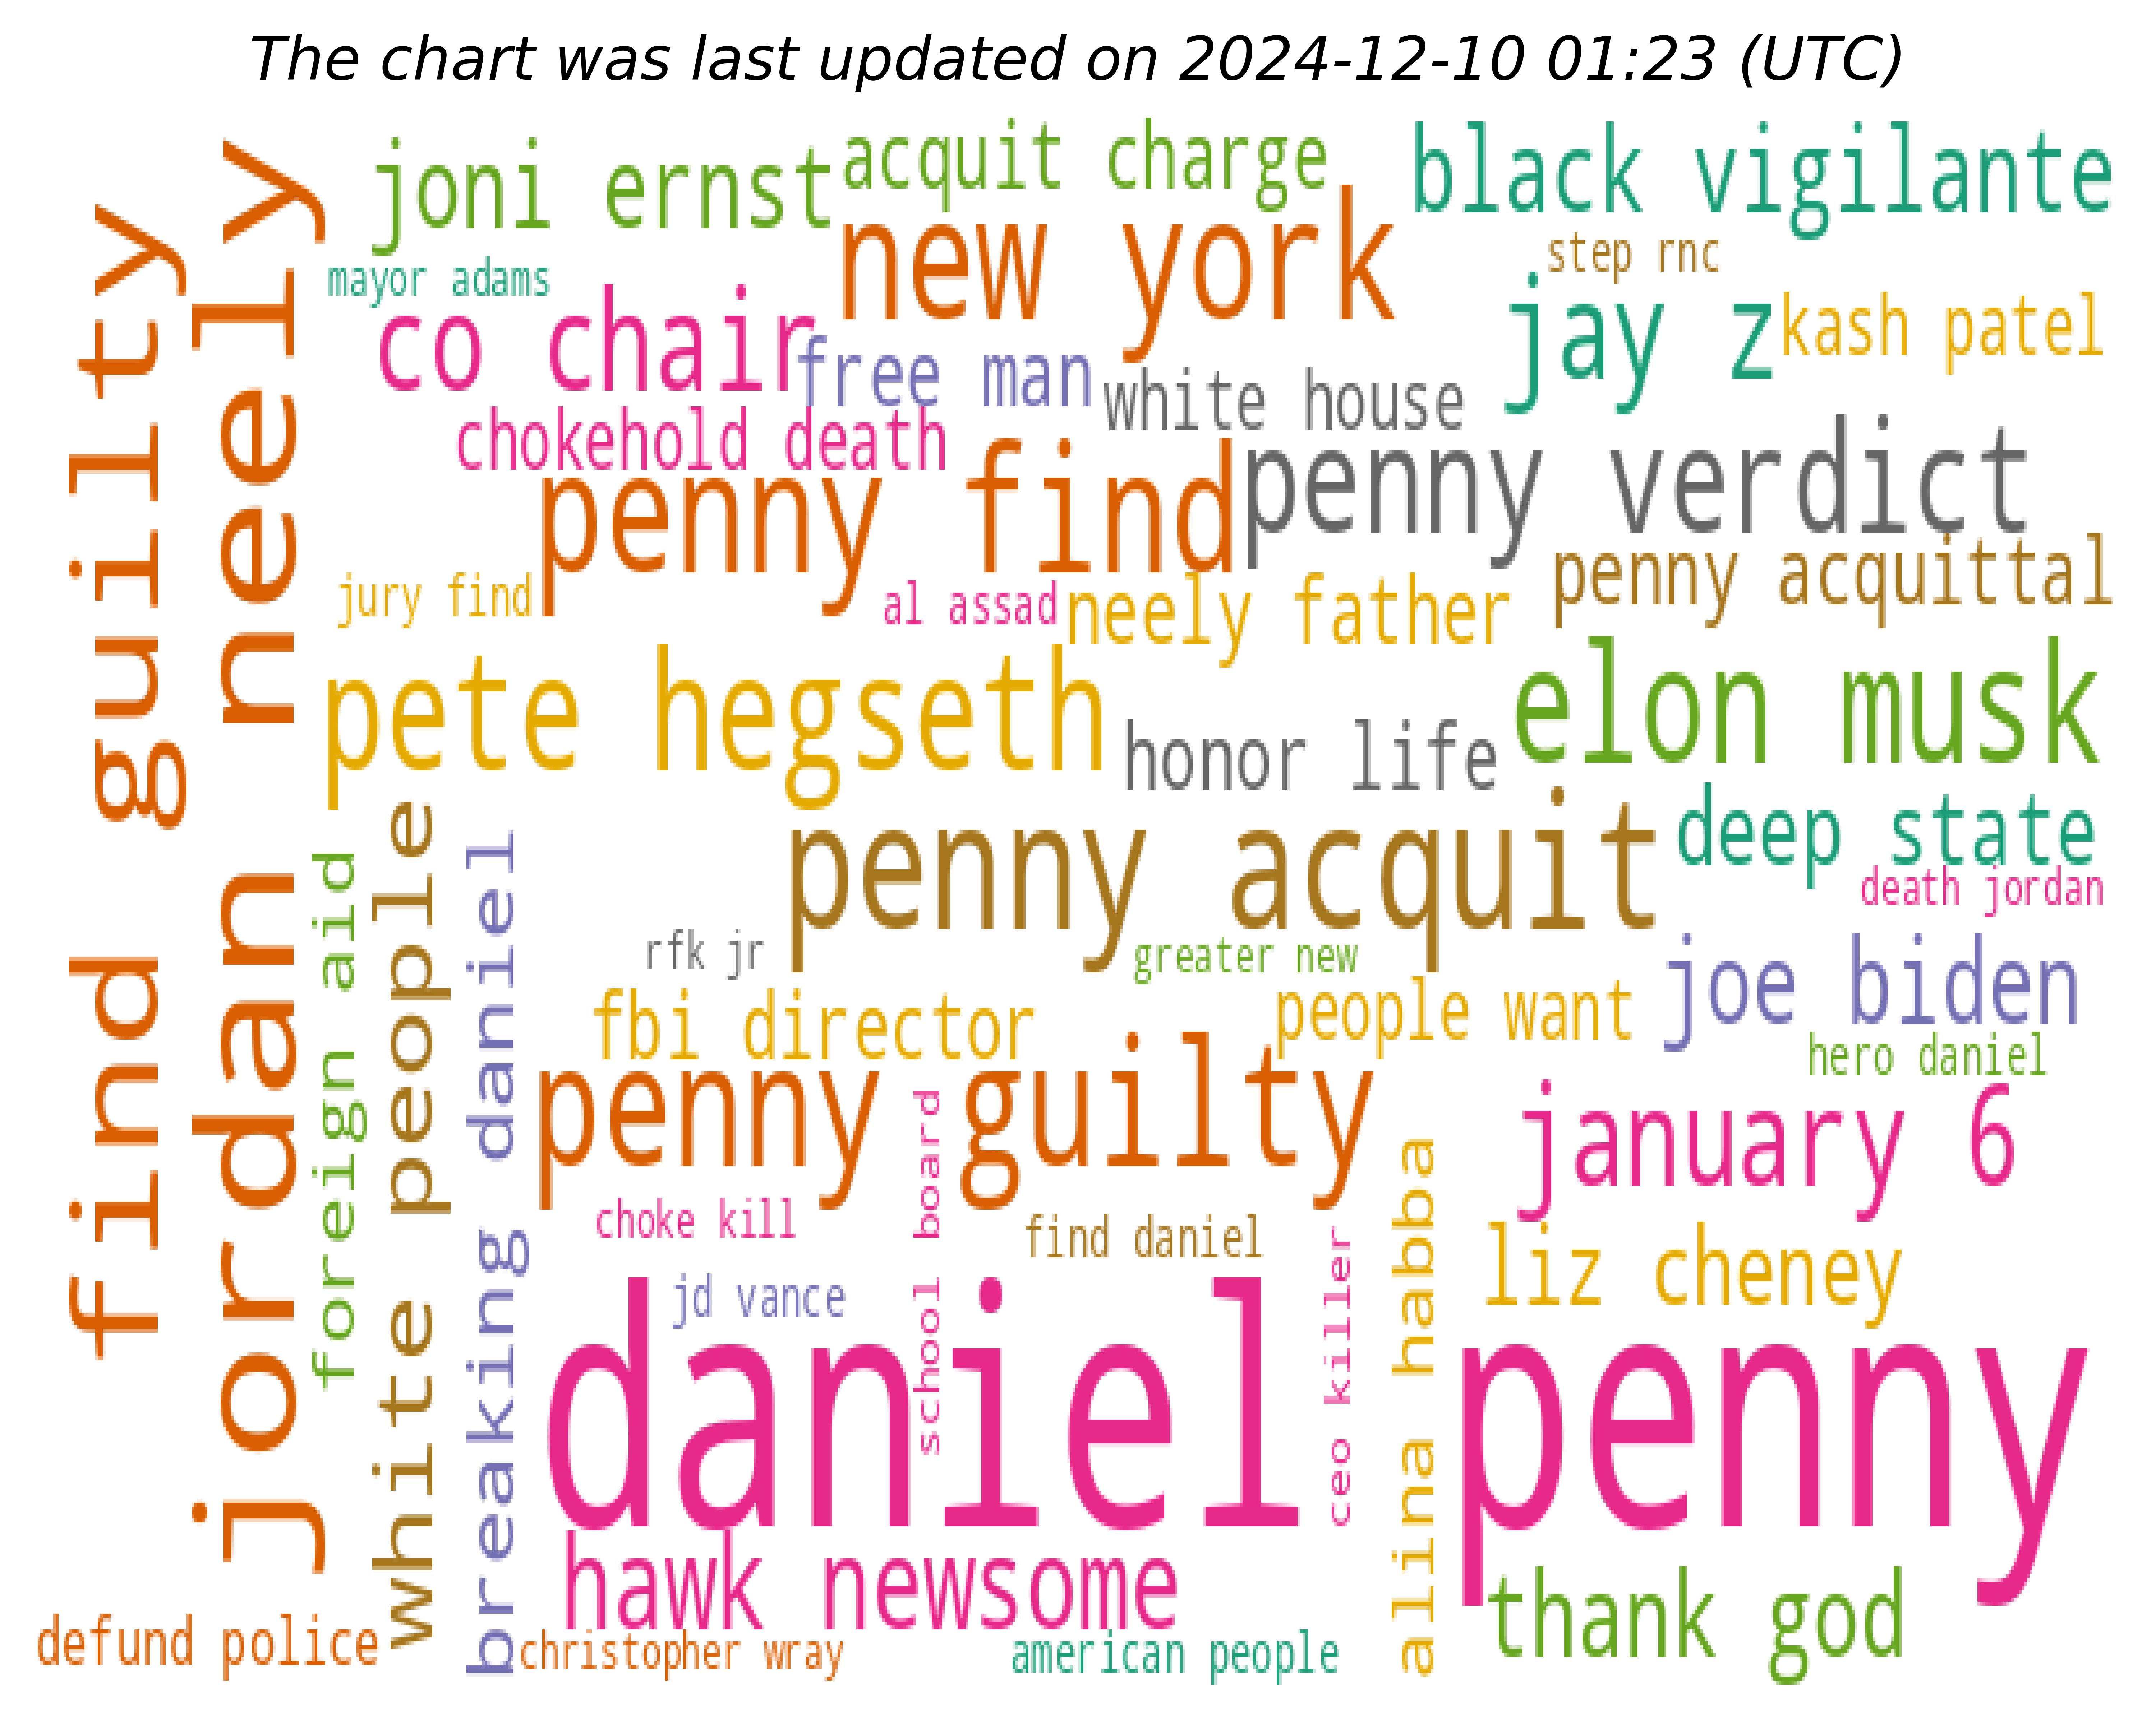 The chart was last updated on 2024-12-10 01:23 (UTC)
joni ernst
acquit charge
black vigilante
find guilty
jordan neely
new york
step rnc
mayor adams
co chair
jay z
kash patel
free man
white house
chokehold death
penny find
penny verdict
penny acquittal
jury find
al assad
neely father
pete hegseth
elon musk
honor life
penny acquit
deep state
death jordan
foreign aid
white people
breaking daniel
rfk jr
greater new
joe biden
fbi director
people want
hero daniel
penny guilty
school board
january 6
choke kill
find daniel
ceo killer
alina habba
liz cheney
jd vance
daniel
penny
hawk newsome
thank god
defund police
christopher wray
american people